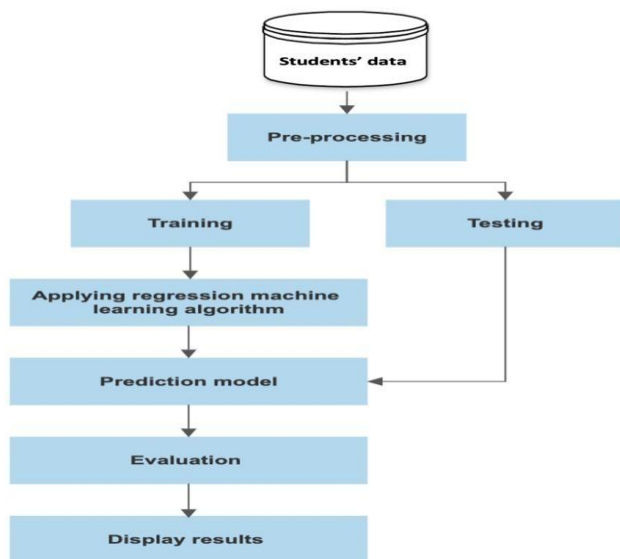 Students' data
Pre-processing
Training
Testing
Applying regression machine
learning algorithm
Prediction model
Evaluation
Display results